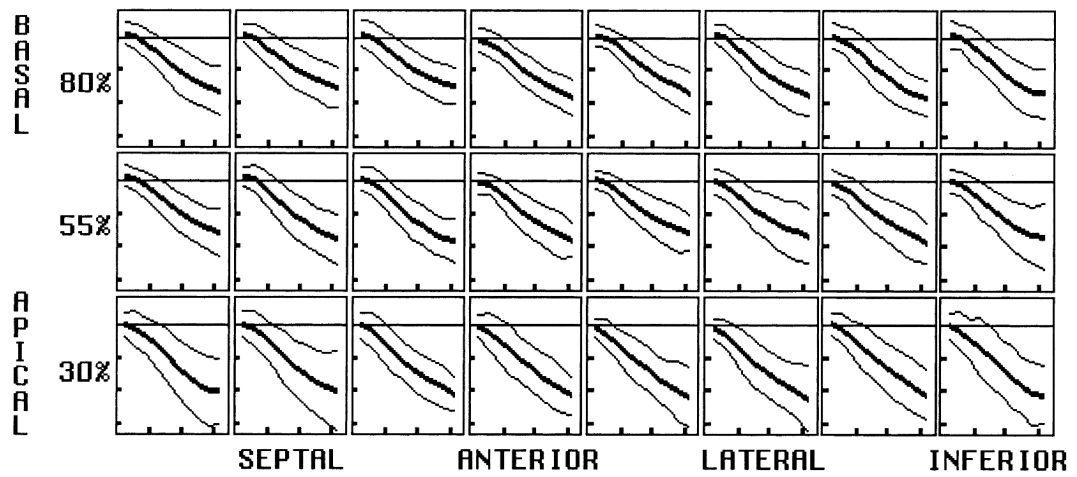 BASAL
80%
55%
APICAL
30%
SEPTAL ANTERIOR LATERAL INFERIOR